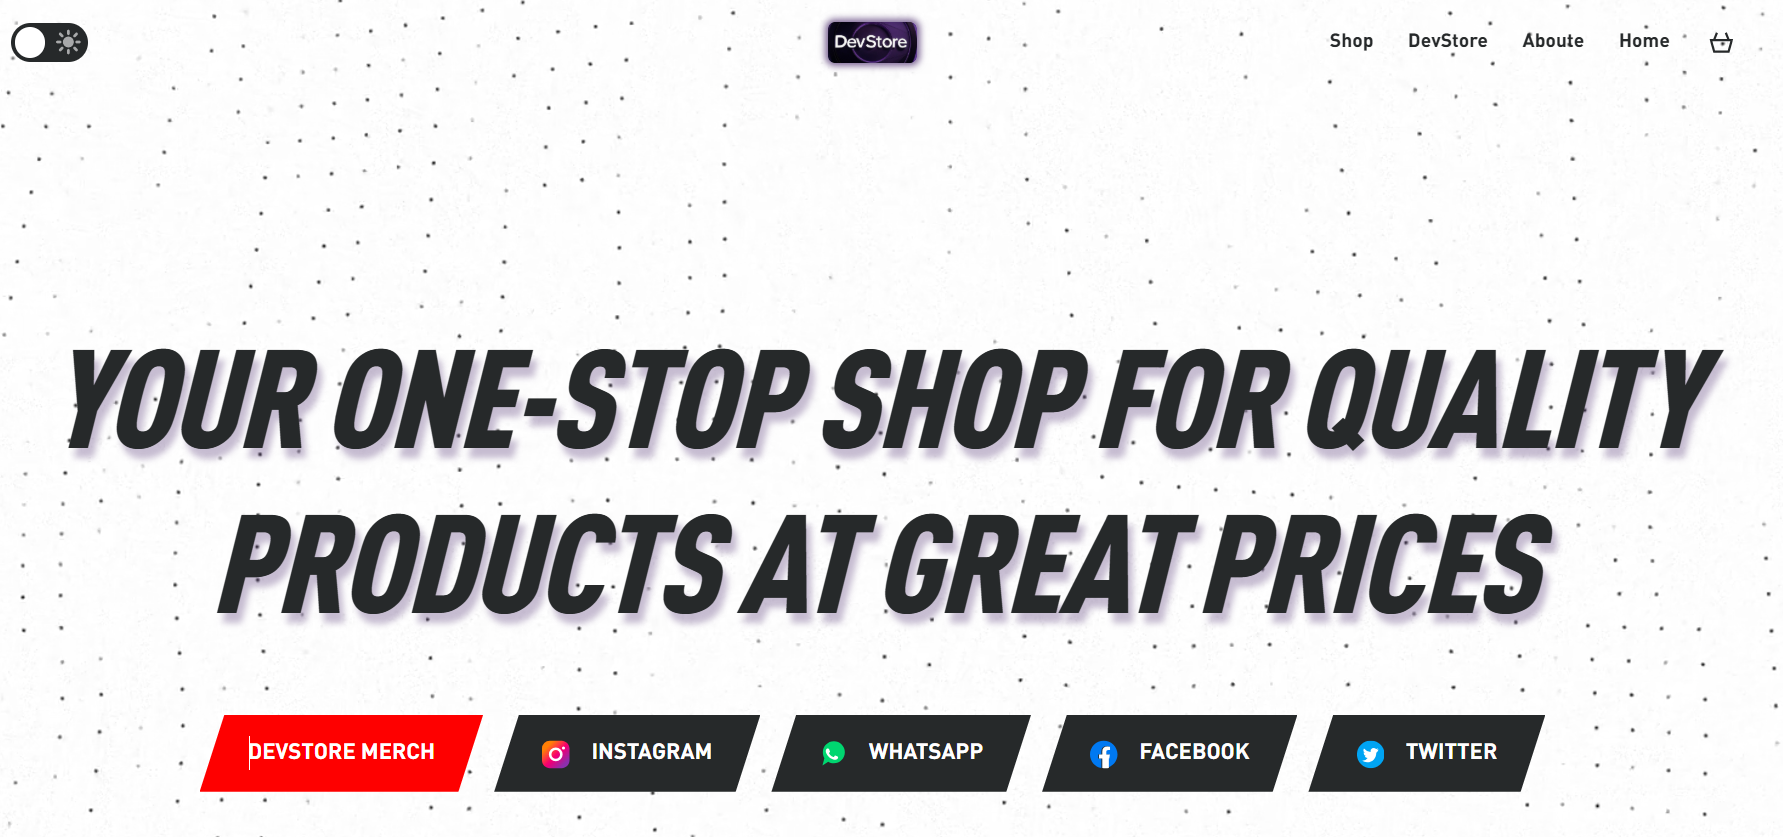 DevStore
Shop DevStore Aboute Home
YOUR ONE-STOP SHOP FOR QUALITY
PRODUCTS AT GREAT PRICES
DEVSTORE MERCH INSTAGRAM WHATSAPP FACEBOOK TWITTER